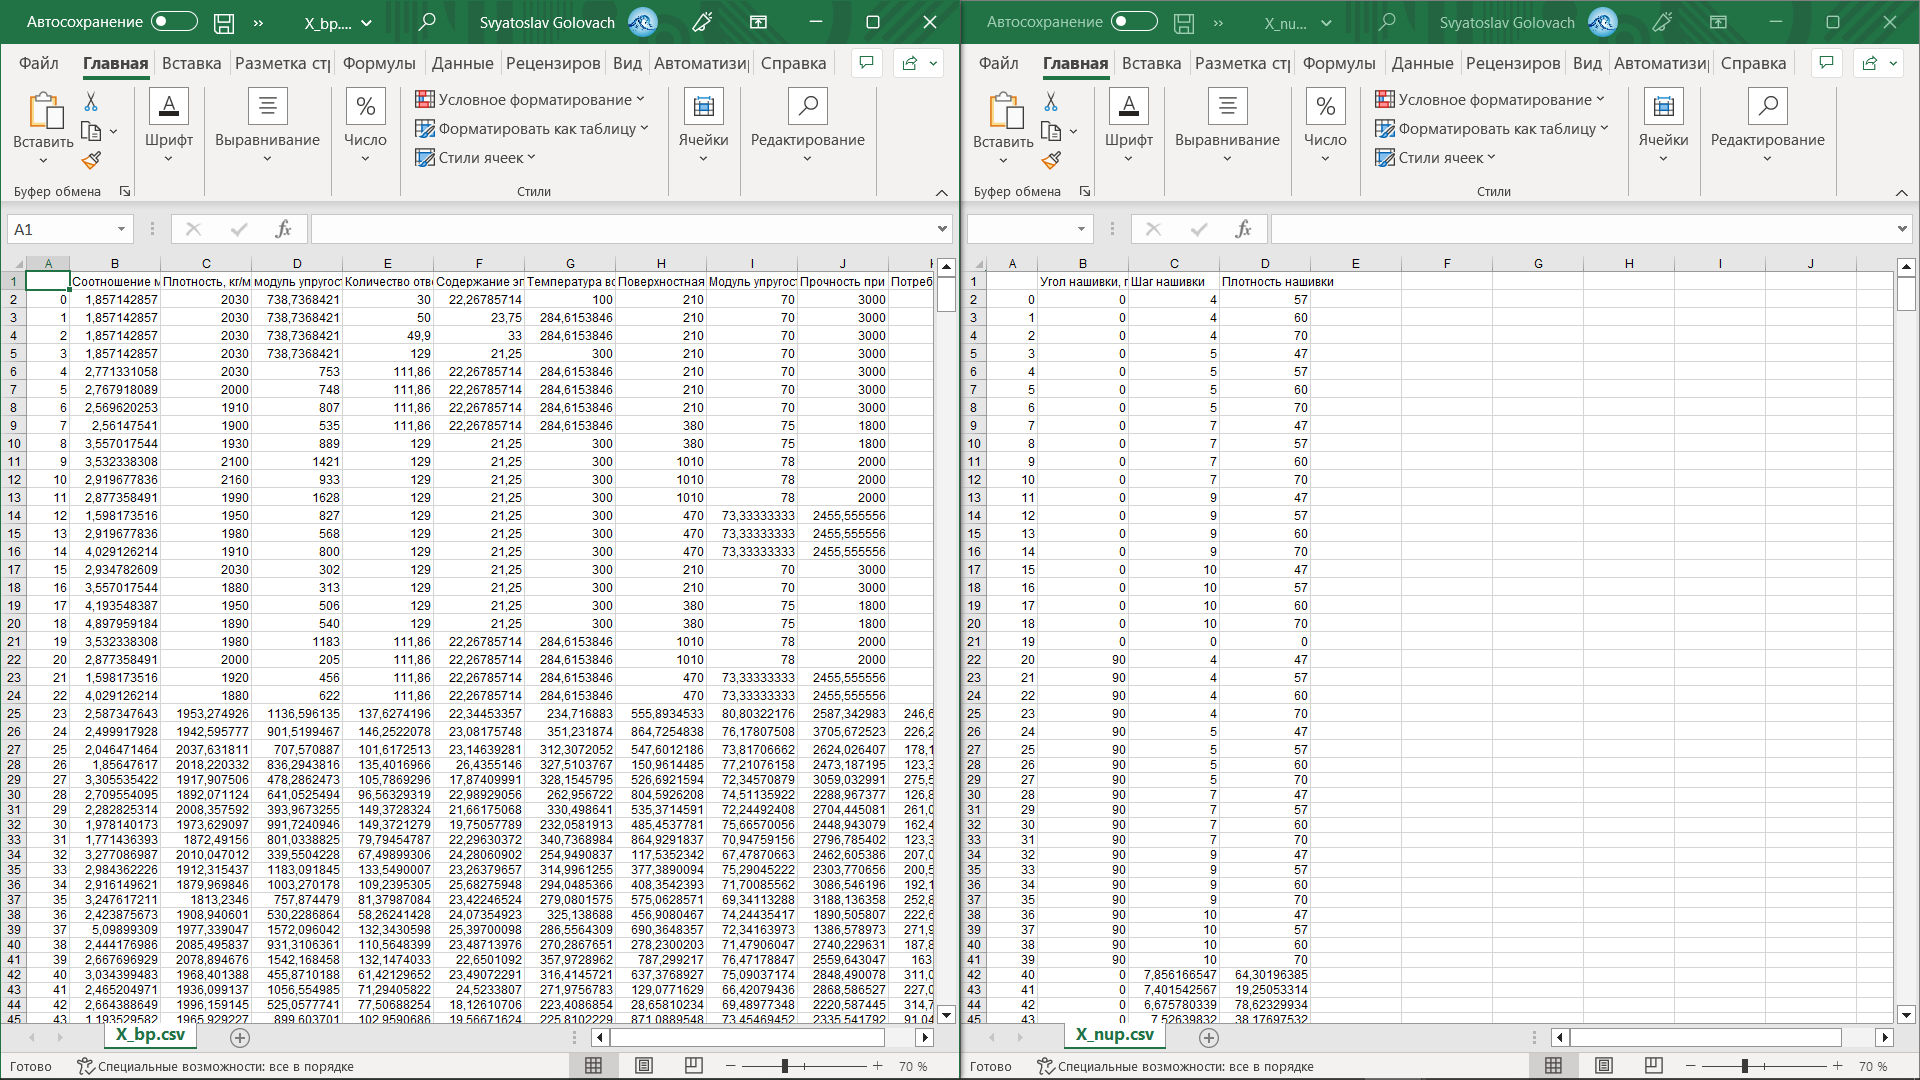 Автосохранение » X_bp.... Svyatoslav Golovach
Файл Главная Вставка Разметка ст Формулы Данные Рецензиров Вид Автоматизи Справка
Вставить
Шрифт
Выравнивание
%
Число
Условное форматирование
Форматировать как таблицу
Стили ячеек
Ячейки
Редактирование
Буфер обмена Стили
A1 fx
A B C D E F G H I J
1 Соотношение м Плотность, кг/м модуль упругост Количество отве Содержание эп Температура вс Поверхностная Модуль упругост Прочность при Потреб
2 0 1,857142857 2030 738,7368421 30 22,26785714 100 210 70 3000
3 1 1,857142857 2030 738,7368421 50 23,75 284,6153846 210 70 3000
4 2 1,857142857 2030 738,7368421 49,9 33 284,6153846 210 70 3000
5 3 1,857142857 2030 738,7368421 129 21,25 300 210 70 3000
6 4 2,771331058 2030 753 111,86 22,26785714 284,6153846 210 70 3000
7 5 2,767918089 2000 748 111,86 22,26785714 284,6153846 210 70 3000
8 6 2,569620253 1910 807 111,86 22,26785714 284,6153846 210 70 3000
9 7 2,56147541 1900 535 111,86 22,26785714 284,6153846 380 75 1800
10 8 3,557017544 1930 889 129 21,25 300 380 75 1800
11 9 3,532338308 2100 1421 129 21,25 300 1010 78 2000
12 10 2,919677836 2160 933 129 21,25 300 1010 78 2000
13 11 2,877358491 1990 1628 129 21,25 300 1010 78 2000
14 12 1,598173516 1950 827 129 21,25 300 470 73,33333333 2455,555556
15 13 2,919677836 1980 568 129 21,25 300 470 73,33333333 2455,555556
16 14 4,029126214 1910 800 129 21,25 300 470 73,33333333 2455,555556
17 15 2,934782609 2030 302 129 21,25 300 210 70 3000
18 16 3,557017544 1880 313 129 21,25 300 210 70 3000
19 17 4,193548387 1950 506 129 21,25 300 380 75 1800
20 18 4,897959184 1890 540 129 21,25 300 380 75 1800
21 19 3,532338308 1980 1183 111,86 22,26785714 284,6153846 1010 78 2000
22 20 2,877358491 2000 205 111,86 22,26785714 284,6153846 1010 78 2000
23 21 1,598173516 1920 456 111,86 22,26785714 284,6153846 470 73,33333333 2455,555556
24 22 4,029126214 1880 622 111,86 22,26785714 284,6153846 470 73,33333333 2455,555556
25 23 2,587347643 1953,274926 1136,596135 137,6274196 22,34453357 234,716883 555,8934533 80,80322176 2587,342983 246,6
26 24 2,499917928 1942,595777 901,5199467 146,2522078 23,08175748 351,231874 864,7254838 76,17807508 3705,672523 226,2
27 25 2,046471464 2037,631811 707,570887 101,6172513 23,14639281 312,3072052 547,6012186 73,81706662 2624,026407 178,1
28 26 1,85647617 2018,220332 836,2943816 135,4016966 26,4355146 327,5103767 150,9614485 77,21076158 2473,187195 123,3
29 27 3,305535422 1917,907506 478,2862473 105,7869296 17,87409991 328,1545795 526,6921594 72,34570879 3059,032991 275,5
30 28 2,709554095 1892,071124 641,0525494 96,56329319 22,98929056 262,956722 804,5926208 74,51135922 2288,967377 126,8
31 29 2,282825314 2008,357592 393,9673255 149,3728324 21,66175068 330,498641 535,3714591 72,24492408 2704,445081 261,0
32 30 1,978140173 1973,629097 991,7240946 149,3721279 19,75057789 232,0581913 485,4537781 75,66570056 2448,943079 162,4
33 31 1,771436393 1872,49156 801,0338825 79,79454787 22,29630372 340,7368984 864,9291837 70,94759156 2796,785402 123,3
34 32 3,277086987 2010,047012 339,5504228 67,49899306 24,28060902 254,9490837 117,5352342 67,47870663 2462,605386 207,0
35 33 2,984362226 1912,315437 1183,091845 133,5490007 23,26379657 314,9961255 377,3890094 75,29045222 2303,770656 200,5
36 34 2,916149621 1879,969846 1003,270178 109,2395305 25,68275948 294,0485366 408,3542393 71,70085562 3086,546196 192,1
37 35 3,247617211 1813,2346 757,874479 81,37987084 23,42246524 279,0801575 575,0628571 69,34113288 3188,136358 252,8
38 36 2,423875673 1908,940601 530,2286864 58,26241428 24,07354923 325,138688 456,9080467 74,24435417 1890,505807 222,6
39 37 5,09899309 1977,339047 1572,096042 132,3430598 25,39700098 286,5564309 690,3648357 72,34163973 1386,578973 271,9
40 38 2,444176986 2085,495837 931,3106361 110,5648399 23,48713976 270,2867651 278,2300203 71,47906047 2740,229631 187,8
41 39 2,667696929 2078,894676 1542,168458 132,1474033 22,6501092 357,9728962 787,299217 76,47178847 2559,643047 163
42 40 3,034399483 1968,401388 455,8710188 61,42129652 23,49072291 316,4145721 637,3768927 75,09037174 2848,490078 311,0
43 41 2,465204971 1936,099137 1056,554985 71,29405822 24,5233807 271,9756783 129,0771629 66,42079436 2868,586527 227,0
44 42 2,664388649 1996,159145 525,0577741 77,50688254 18,12610706 223,4086854 28,65810234 69,48977348 2220,587445 314,7
45 43 1,193529582 1965,929227 899,603701 102,9590686 19,56671624 225,8102229 871,0889548 73,45469452 2335,541792 91,04
X_bp.csv
Готово Специальные возможности: все в порядке 70 %
Автосохранение » X_nu... Svyatoslav Golovach
Файл Главная Вставка Разметка ст Формулы Данные Рецензиров Вид Автоматизи Справка
Вставить
Шрифт
Выравнивание
%
Число
Условное форматирование
Форматировать как таблицу
Стили ячеек
Ячейки
Редактирование
Буфер обмена Стили
fx
A B C D E F G H I J
1 Угол нашивки, г Шаг нашивки Плотность нашивки
2 0 0 4 57
3 1 0 4 60
4 2 0 4 70
5 3 0 5 47
6 4 0 5 57
7 5 0 5 60
8 6 0 5 70
9 7 0 7 47
10 8 0 7 57
11 9 0 7 60
12 10 0 7 70
13 11 0 9 47
14 12 0 9 57
15 13 0 9 60
16 14 0 9 70
17 15 0 10 47
18 16 0 10 57
19 17 0 10 60
20 18 0 10 70
21 19 0 0 0
22 20 90 4 47
23 21 90 4 57
24 22 90 4 60
25 23 90 4 70
26 24 90 5 47
27 25 90 5 57
28 26 90 5 60
29 27 90 5 70
30 28 90 7 47
31 29 90 7 57
32 30 90 7 60
33 31 90 7 70
34 32 90 9 47
35 33 90 9 57
36 34 90 9 60
37 35 90 9 70
38 36 90 10 47
39 37 90 10 57
40 38 90 10 60
41 39 90 10 70
42 40 0 7,856166547 64,30196385
43 41 0 7,401542567 19,25053314
44 42 0 6,675780339 78,62329934
45 43 0 7,52639832 38,17697532
X_nup.csv
Готово Специальные возможности: все в порядке 70 %